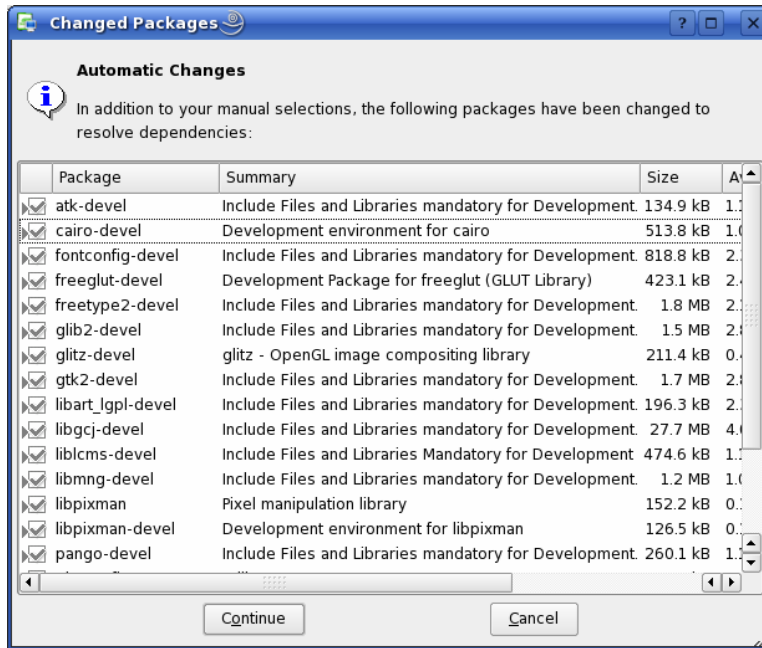 Changed Packages
Automatic Changes
In addition to your manual selections, the following packages have been changed to
resolve dependencies:
Package Summary Size
atk-devel Include Files and Libraries mandatory for Development. 134.9 kB
cairo-devel Development environment for cairo 513.8 kB
fontconfig-devel Include Files and Libraries mandatory for Development. 818.8 kB
freeglut-devel Development Package for freeglut (GLUT Library) 423.1 kB
freetype2-devel Include Files and Libraries mandatory for Development. 1.8 MB
glib2-devel Include Files and Libraries mandatory for Development. 1.5 MB
glitz-devel glitz - OpenGL image compositing library 211.4 kB
gtk2-devel Include Files and Libraries mandatory for Development. 1.7 MB
libart_lgpl-devel Include Files and Libraries mandatory for Development. 196.3 kB
libgcj-devel Include Files and Libraries mandatory for Development. 27.7 MB
liblcms-devel Include Files and Libraries Mandatory for Development 474.6 kB
libmng-devel Include Files and Libraries mandatory for Development. 1.2 MB
libpixman Pixel manipulation library 152.2 kB
libpixman-devel Development environment for libpixman 126.5 kB
pango-devel Include Files and Libraries mandatory for Development. 260.1 kB
Continue Cancel